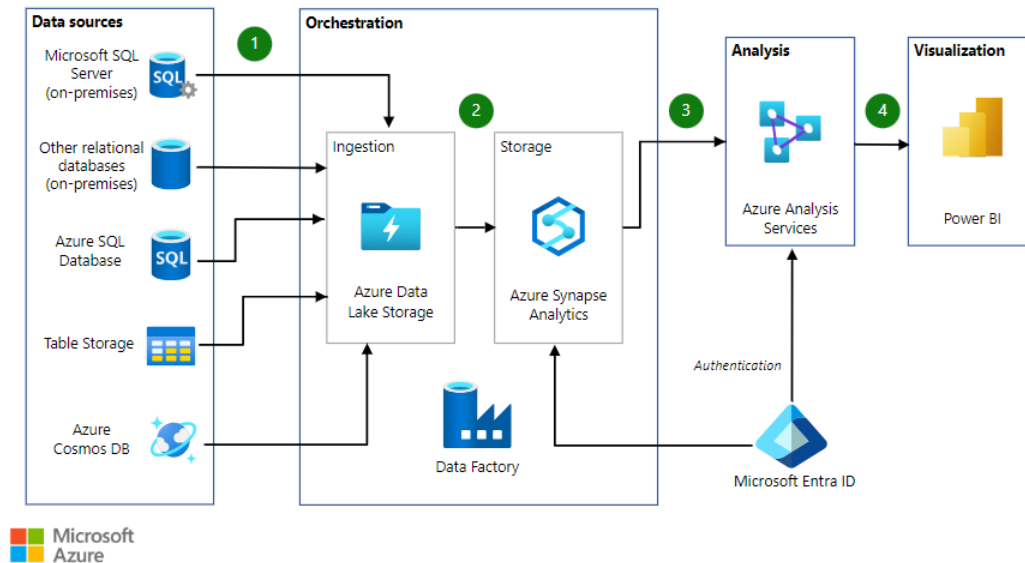 Data sources
Microsoft SQL
Server
(on-premises)
SQL
Other relational
databases
(on-premises)
Azure SQL
Database
SQL
Table Storage
Azure
Cosmos DB
1
Orchestration
2
Ingestion
Azure Data
Lake Storage
Storage
Azure Synapse
Analytics
Data Factory
3
Analysis
Azure Analysis
Services
4
Visualization
Power BI
Authentication
Microsoft Entra ID
Microsoft
Azure